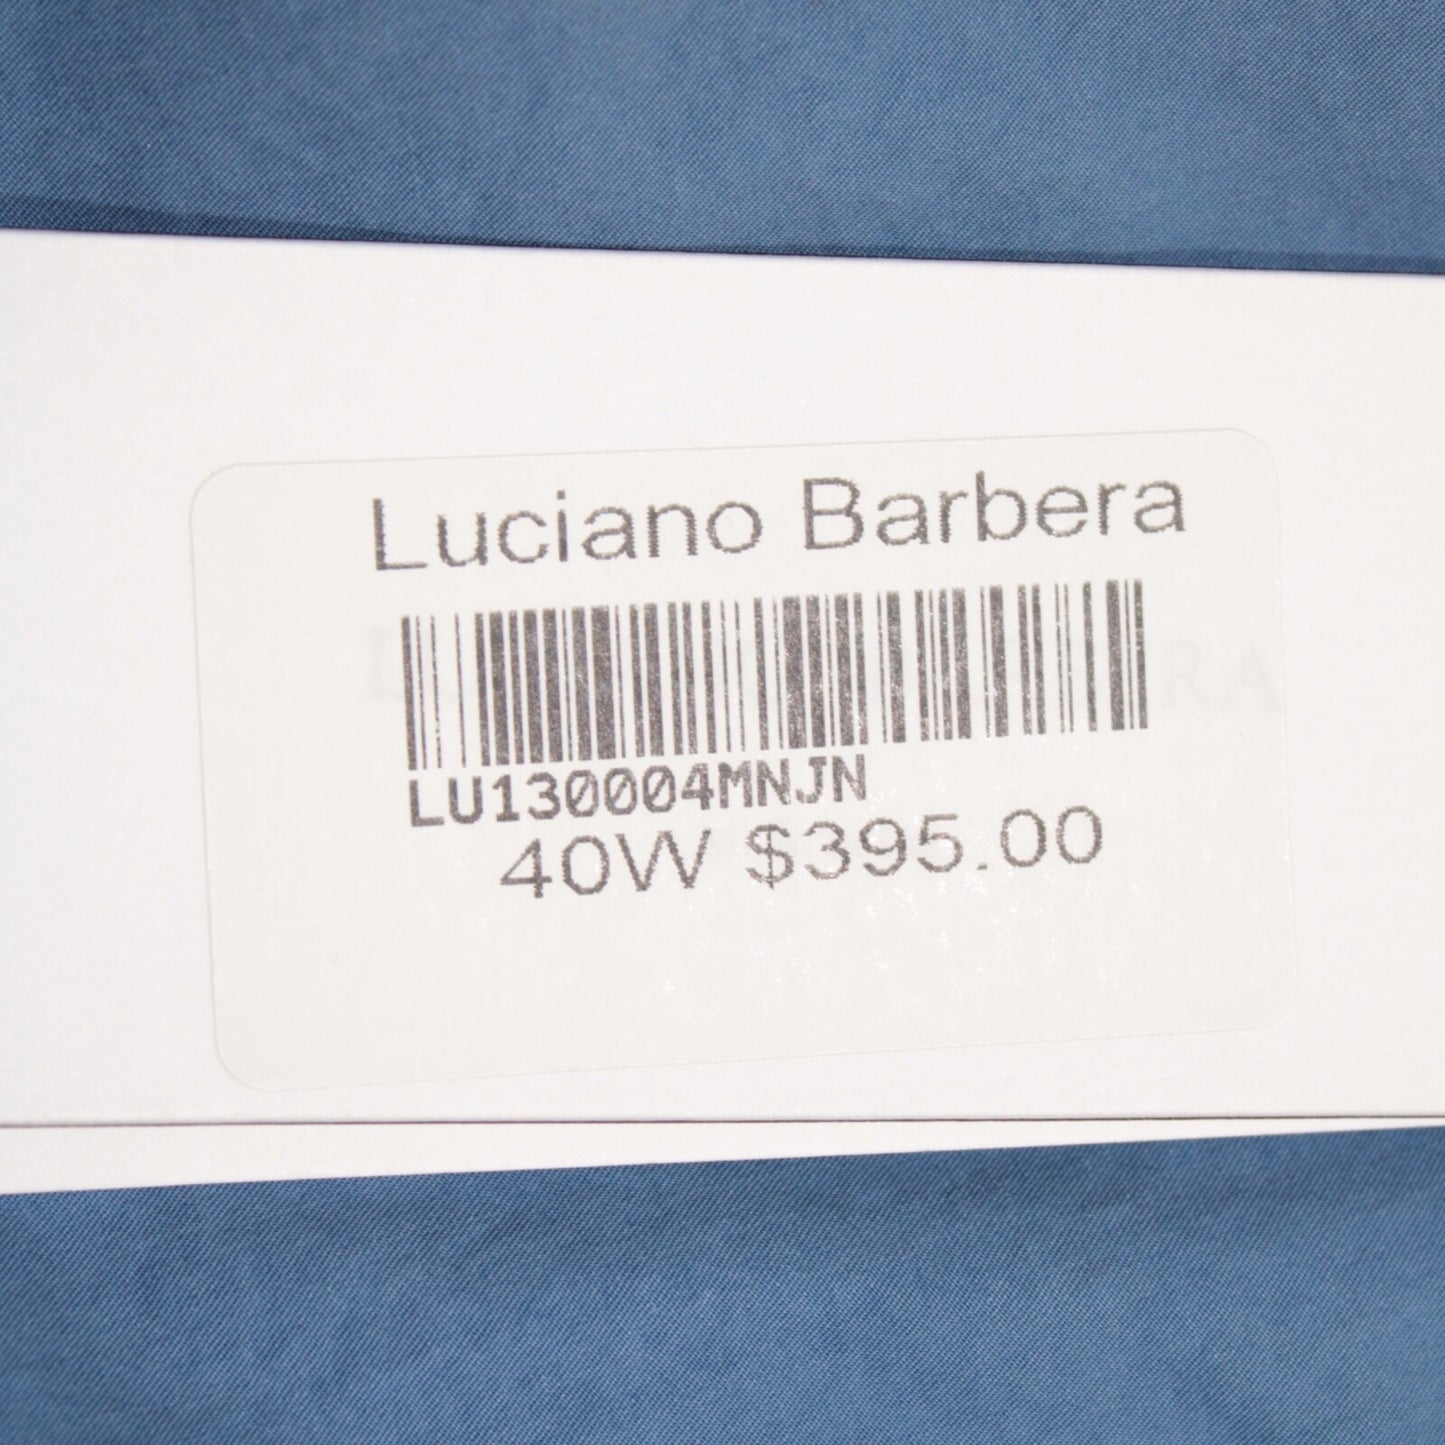 Luciano Barbera
LU130004MNJN
40W $395.00